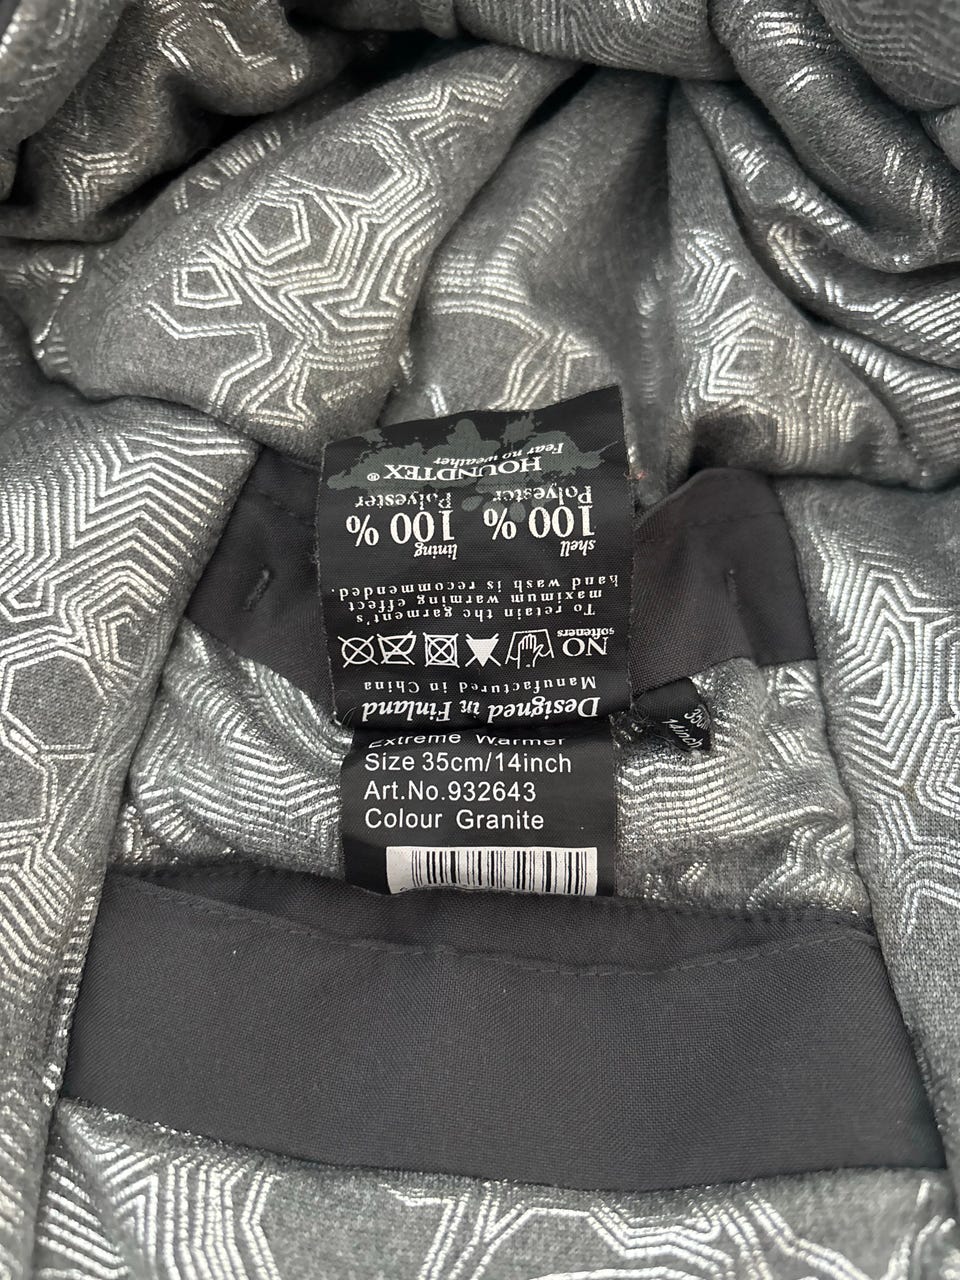 Designed in Finland
Manufactured in China
NO
softeners
To retain the garment's
maximum warming effect
hand wash is recommended.
shell
100 %
Polyester
lining
100 %
Polyester
HOUNDTEX®
Fear no weather
Extreme Warmer
Size 35cm/14inch
Art.No.932643
Colour Granite
14inch